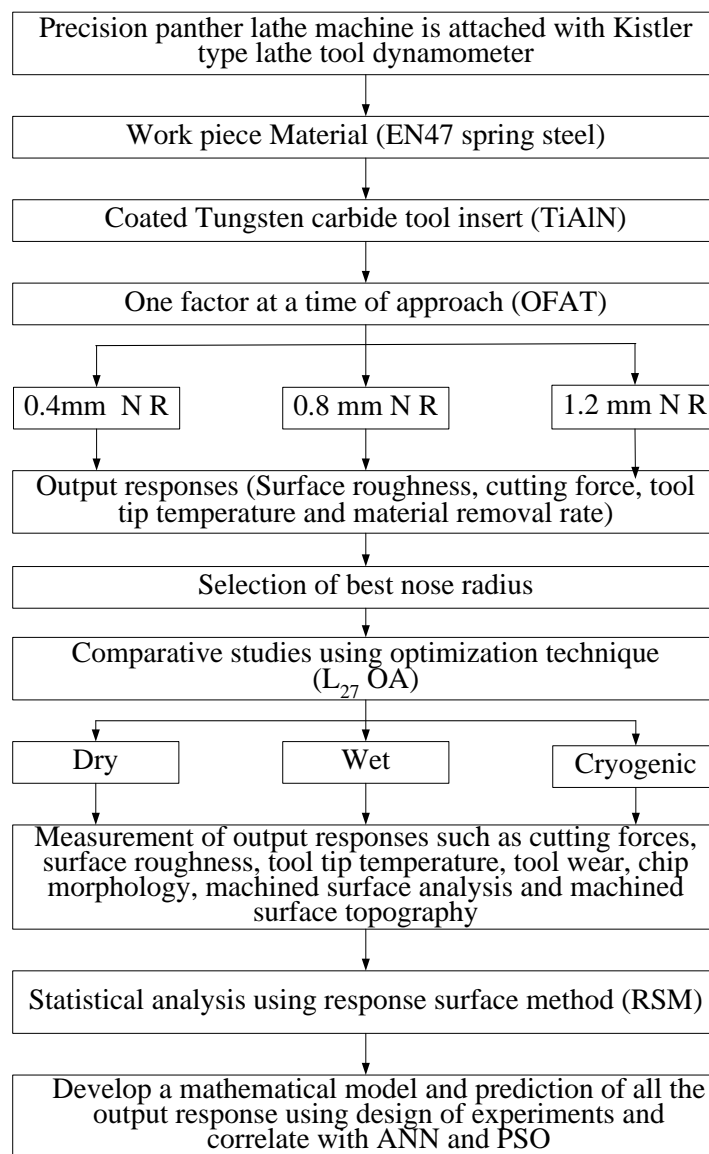 Precision panther lathe machine is attached with Kistler
type lathe tool dynamometer
Work piece Material (EN47 spring steel)
Coated Tungsten carbide tool insert (TiAlN)
One factor at a time of approach (OFAT)
0.4mm N R
0.8 mm N R
1.2 mm N R
Output responses (Surface roughness, cutting force, tool
tip temperature and material removal rate)
Selection of best nose radius
Comparative studies using optimization technique
(L₂₇ OA)
Dry
Wet
Cryogenic
Measurement of output responses such as cutting forces,
surface roughness, tool tip temperature, tool wear, chip
morphology, machined surface analysis and machined
surface topography
Statistical analysis using response surface method (RSM)
Develop a mathematical model and prediction of all the
output response using design of experiments and
correlate with ANN and PSO